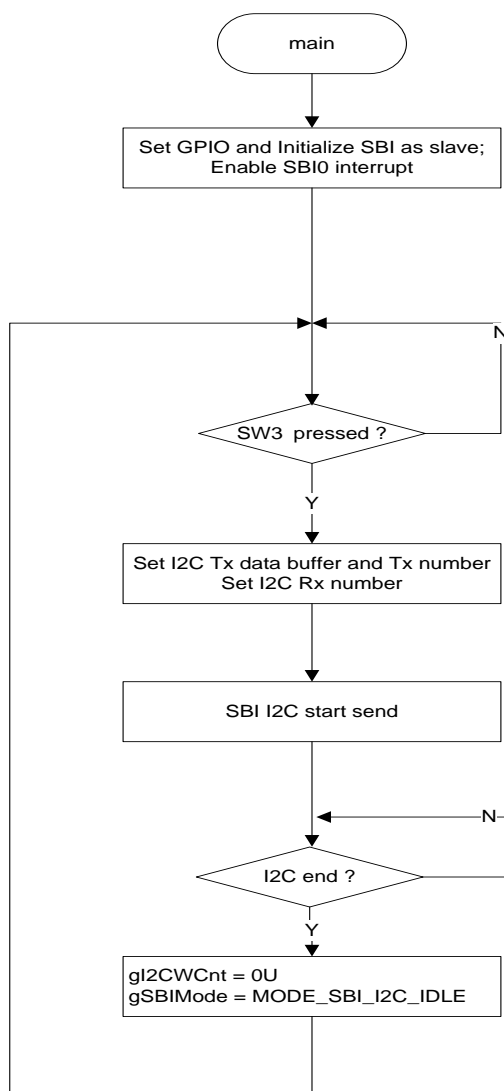 main
Set GPIO and Initialize SBI as slave;
Enable SBI0 interrupt
N
SW3 pressed ?
Y
Set I2C Tx data buffer and Tx number
Set I2C Rx number
SBI I2C start send
N
I2C end ?
Y
gI2CWCnt = 0U
gSBIMode = MODE_SBI_I2C_IDLE